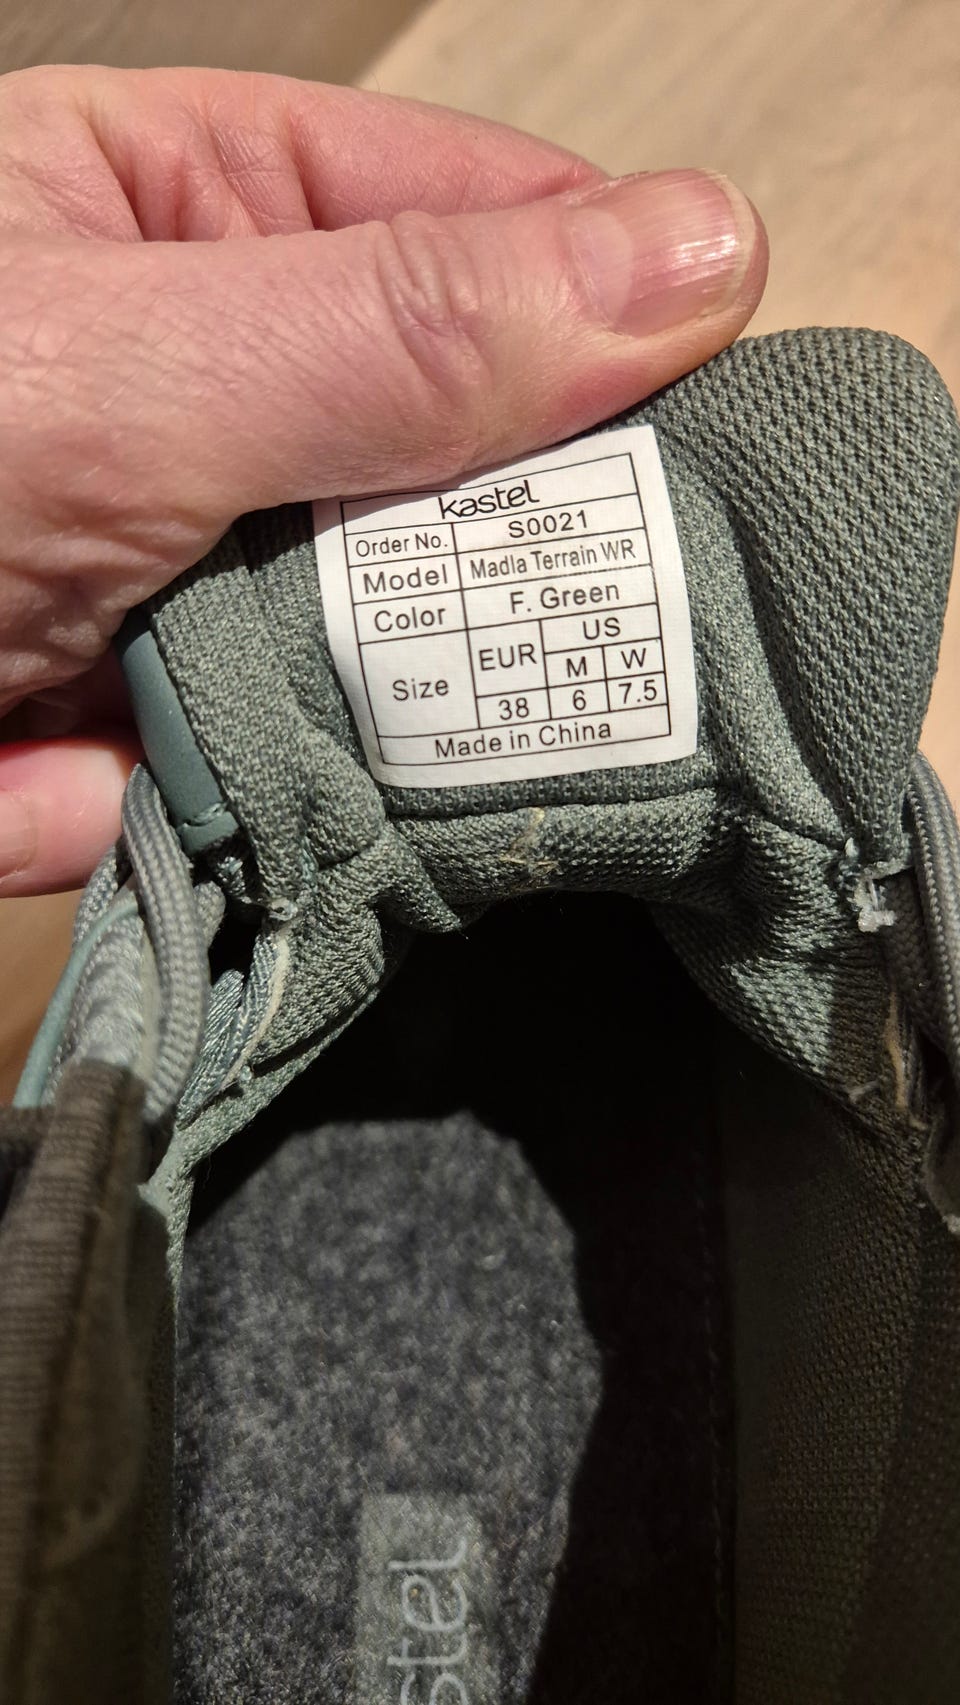 kastel
Order No. S0021
Model Madla Terrain WR
Color F. Green
Size EUR US
M W
38 6 7.5
Made in China
stel